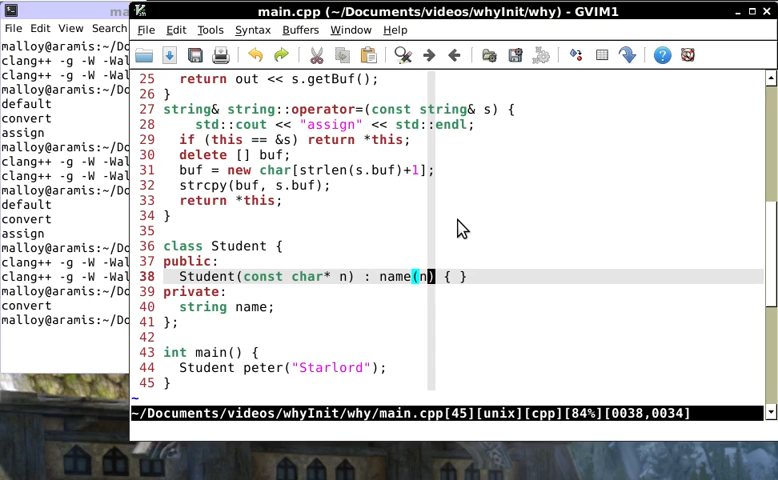 ma
main.cpp (~/Documents/videos/whyInit/why) - GVIM1
File Edit View Search
File Edit Tools Syntax Buffers Window Help
malloy@aramis:~/Do
clang++ -g -W -Wal
clang++ -g -W -Wal
malloy@aramis:~/Do
default
convert
assign
malloy@aramis:~/Do
clang++ -g -W -Wal
clang++ -g -W -Wal
malloy@aramis:~/Do
default
convert
assign
malloy@aramis:~/Do
clang++ -g -W -Wal
clang++ -g -W -Wal
malloy@aramis:~/Do
convert
malloy@aramis:~/Do
25 return out << s.getBuf();
26 }
27 string& string::operator=(const string& s) {
28 std::cout << "assign" << std::endl;
29 if (this == &s) return *this;
30 delete [] buf;
31 buf = new char[strlen(s.buf)+1];
32 strcpy(buf, s.buf);
33 return *this;
34 }
35
36 class Student {
37 public:
38 Student(const char* n) : name(n) { }
39 private:
40 string name;
41 };
42
43 int main() {
44 Student peter("Starlord");
45 }
~
~/Documents/videos/whyInit/why/main.cpp[45][unix][cpp][84%][0038,0034]